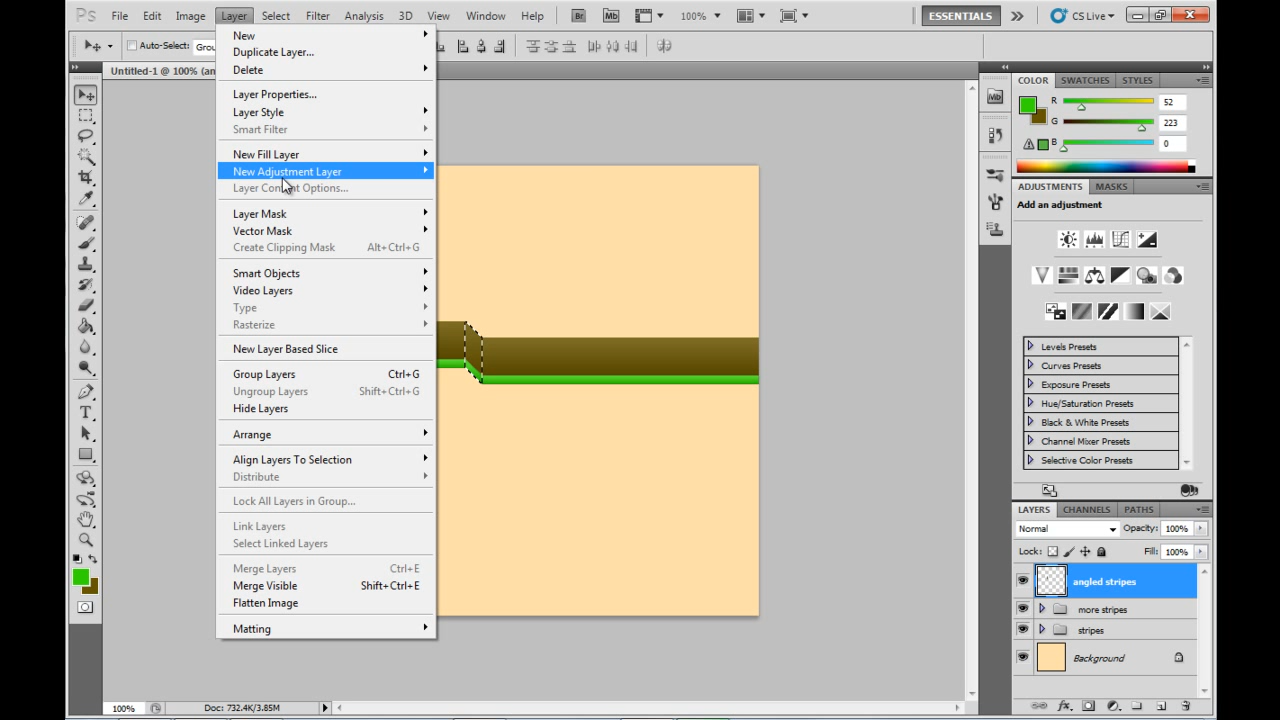 Ps File Edit Image Layer Select Filter Analysis 3D View Window Help Br Mb 100% ESSENTIALS CS Live
Auto-Select:
Untitled-1 @ 100%
New
Duplicate Layer...
Delete
Layer Properties...
Layer Style
Smart Filter
New Fill Layer
New Adjustment Layer
Layer Content Options...
Layer Mask
Vector Mask
Create Clipping Mask Alt+Ctrl+G
Smart Objects
Video Layers
Type
Rasterize
New Layer Based Slice
Group Layers Ctrl+G
Ungroup Layers Shift+Ctrl+G
Hide Layers
Arrange
Align Layers To Selection
Distribute
Lock All Layers in Group...
Link Layers
Select Linked Layers
Merge Layers Ctrl+E
Merge Visible Shift+Ctrl+E
Flatten Image
Matting
100% Doc: 732.4K/3.85M
Mb
COLOR SWATCHES STYLES
R 52
G 223
B 0
ADJUSTMENTS MASKS
Add an adjustment
Levels Presets
Curves Presets
Exposure Presets
Hue/Saturation Presets
Black & White Presets
Channel Mixer Presets
Selective Color Presets
LAYERS CHANNELS PATHS
Normal Opacity: 100%
Lock: Fill: 100%
angled stripes
more stripes
stripes
Background